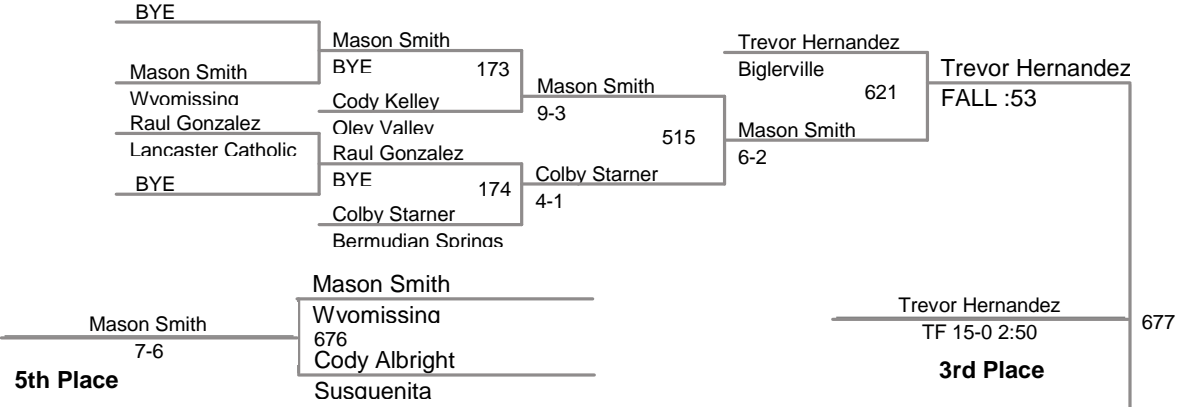 BYE
Mason Smith
Wyomissing
Raul Gonzalez
Lancaster Catholic
BYE
Mason Smith
BYE
173
Cody Kelley
Oley Valley
Raul Gonzalez
BYE
174
Colby Starner
Bermudian Springs
Mason Smith
9-3
515
Colby Starner
4-1
Trevor Hernandez
Biglerville
621
Mason Smith
6-2
Trevor Hernandez
FALL :53
Mason Smith
7-6
5th Place
Mason Smith
Wyomissing
676
Cody Albright
Susquenita
Trevor Hernandez
TF 15-0 2:50
3rd Place
677